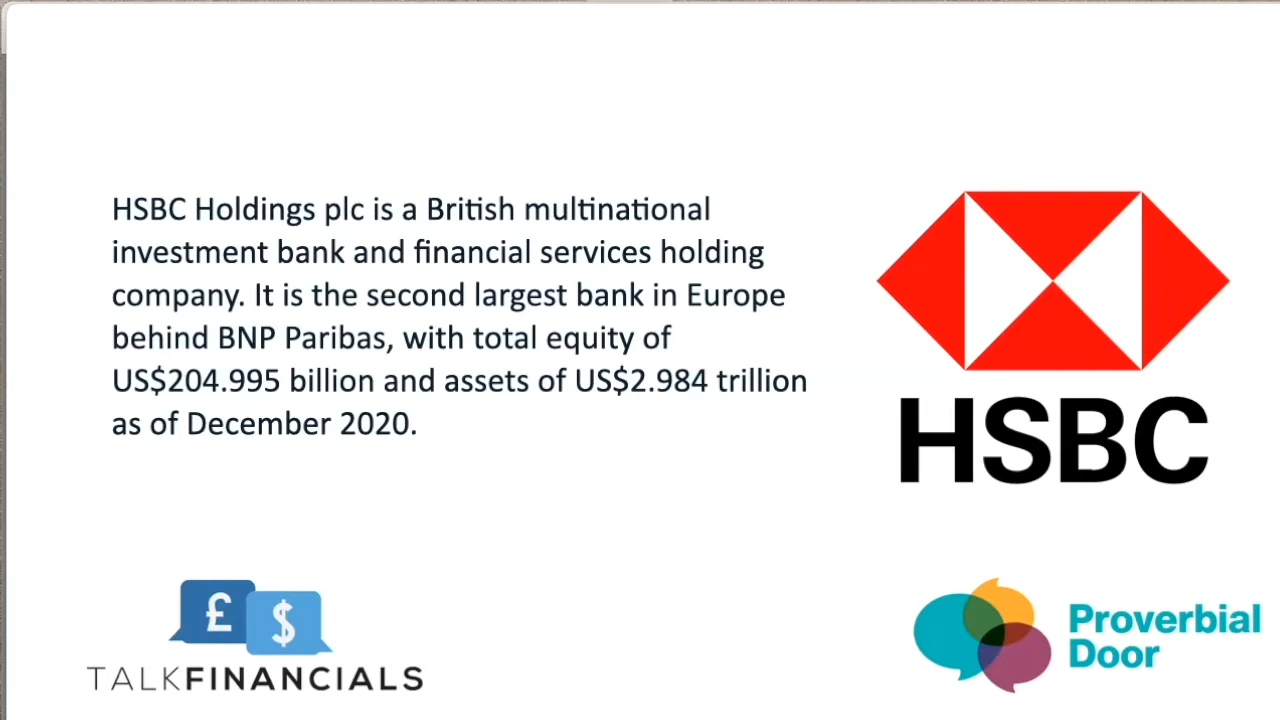 HSBC Holdings plc is a British multinational
investment bank and financial services holding
company. It is the second largest bank in Europe
behind BNP Paribas, with total equity of
US$204.995 billion and assets of US$2.984 trillion
as of December 2020.
HSBC
£ $
TALKFINANCIALS
Proverbial
Door